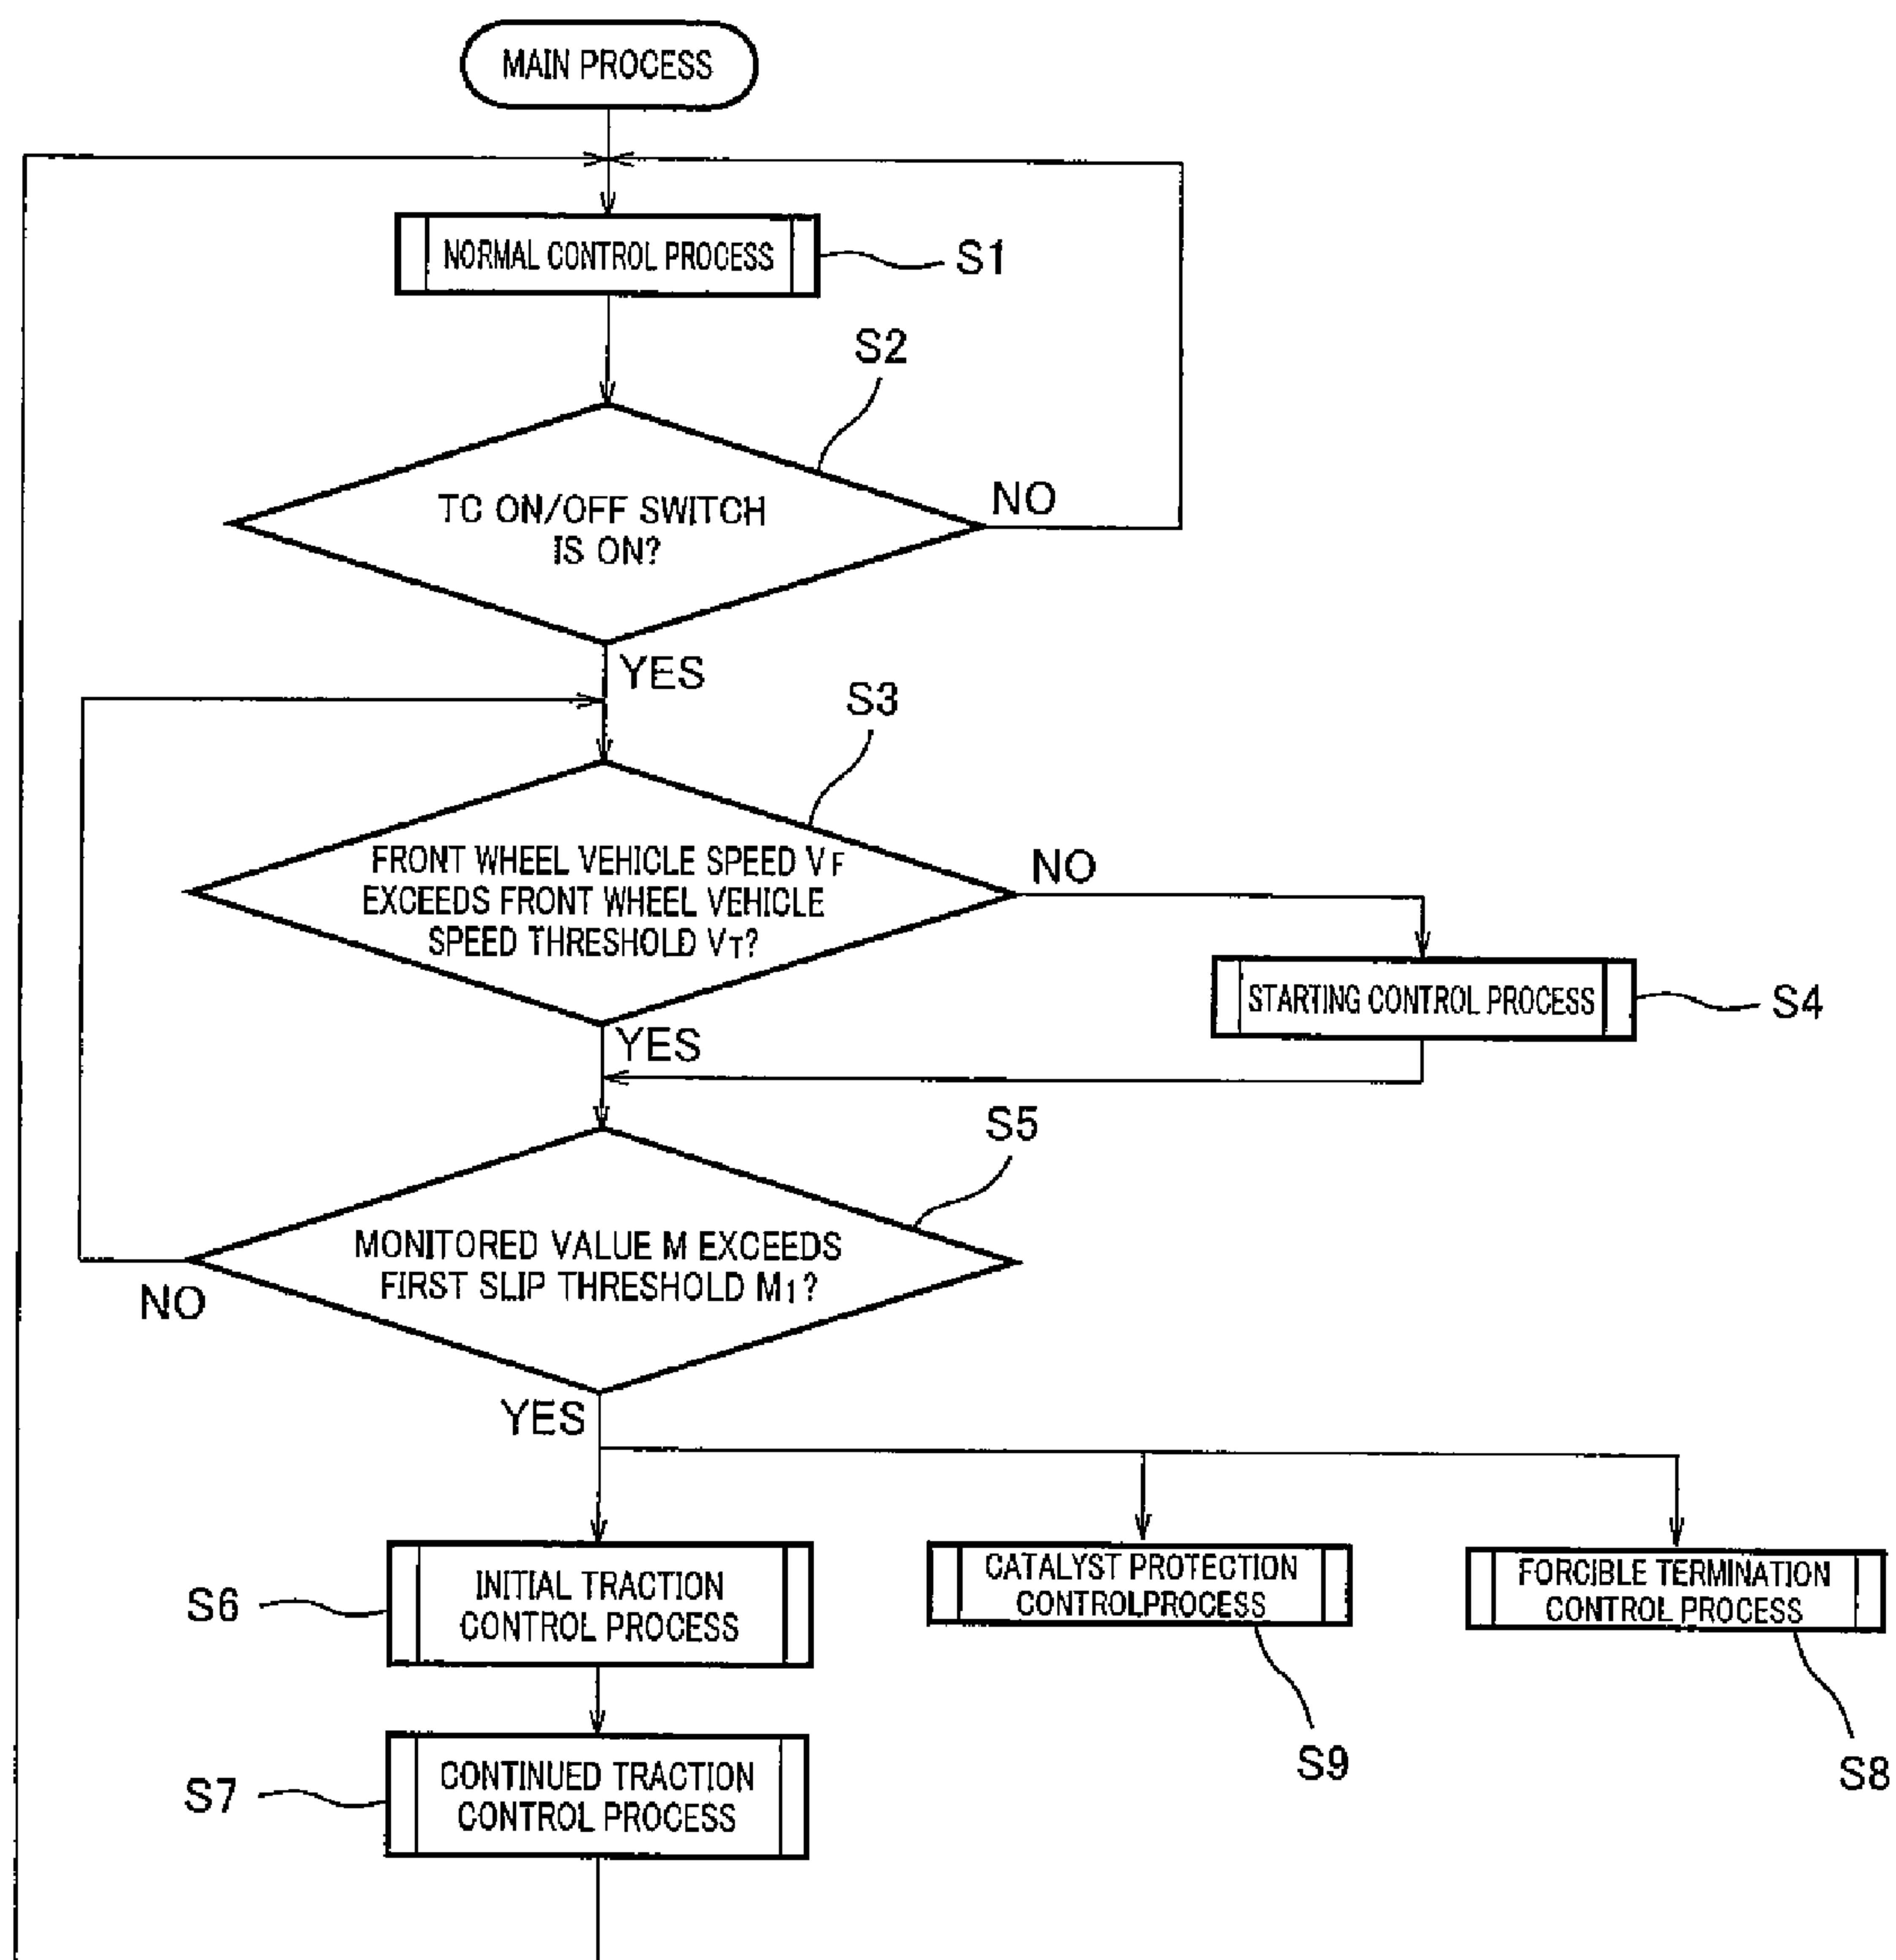 MAIN PROCESS
NORMAL CONTROL PROCESS
S1
S2
TC ON/OFF SWITCH
IS ON?
NO
YES
S3
FRONT WHEEL VEHICLE SPEED VF
EXCEEDS FRONT WHEEL VEHICLE
SPEED THRESHOLD VT?
NO
STARTING CONTROL PROCESS
S4
YES
S5
MONITORED VALUE M EXCEEDS
FIRST SLIP THRESHOLD M1?
NO
YES
S6
INITIAL TRACTION
CONTROL PROCESS
CATALYST PROTECTION
CONTROLPROCESS
FORCIBLE TERMINATION
CONTROL PROCESS
S9
S8
S7
CONTINUED TRACTION
CONTROL PROCESS